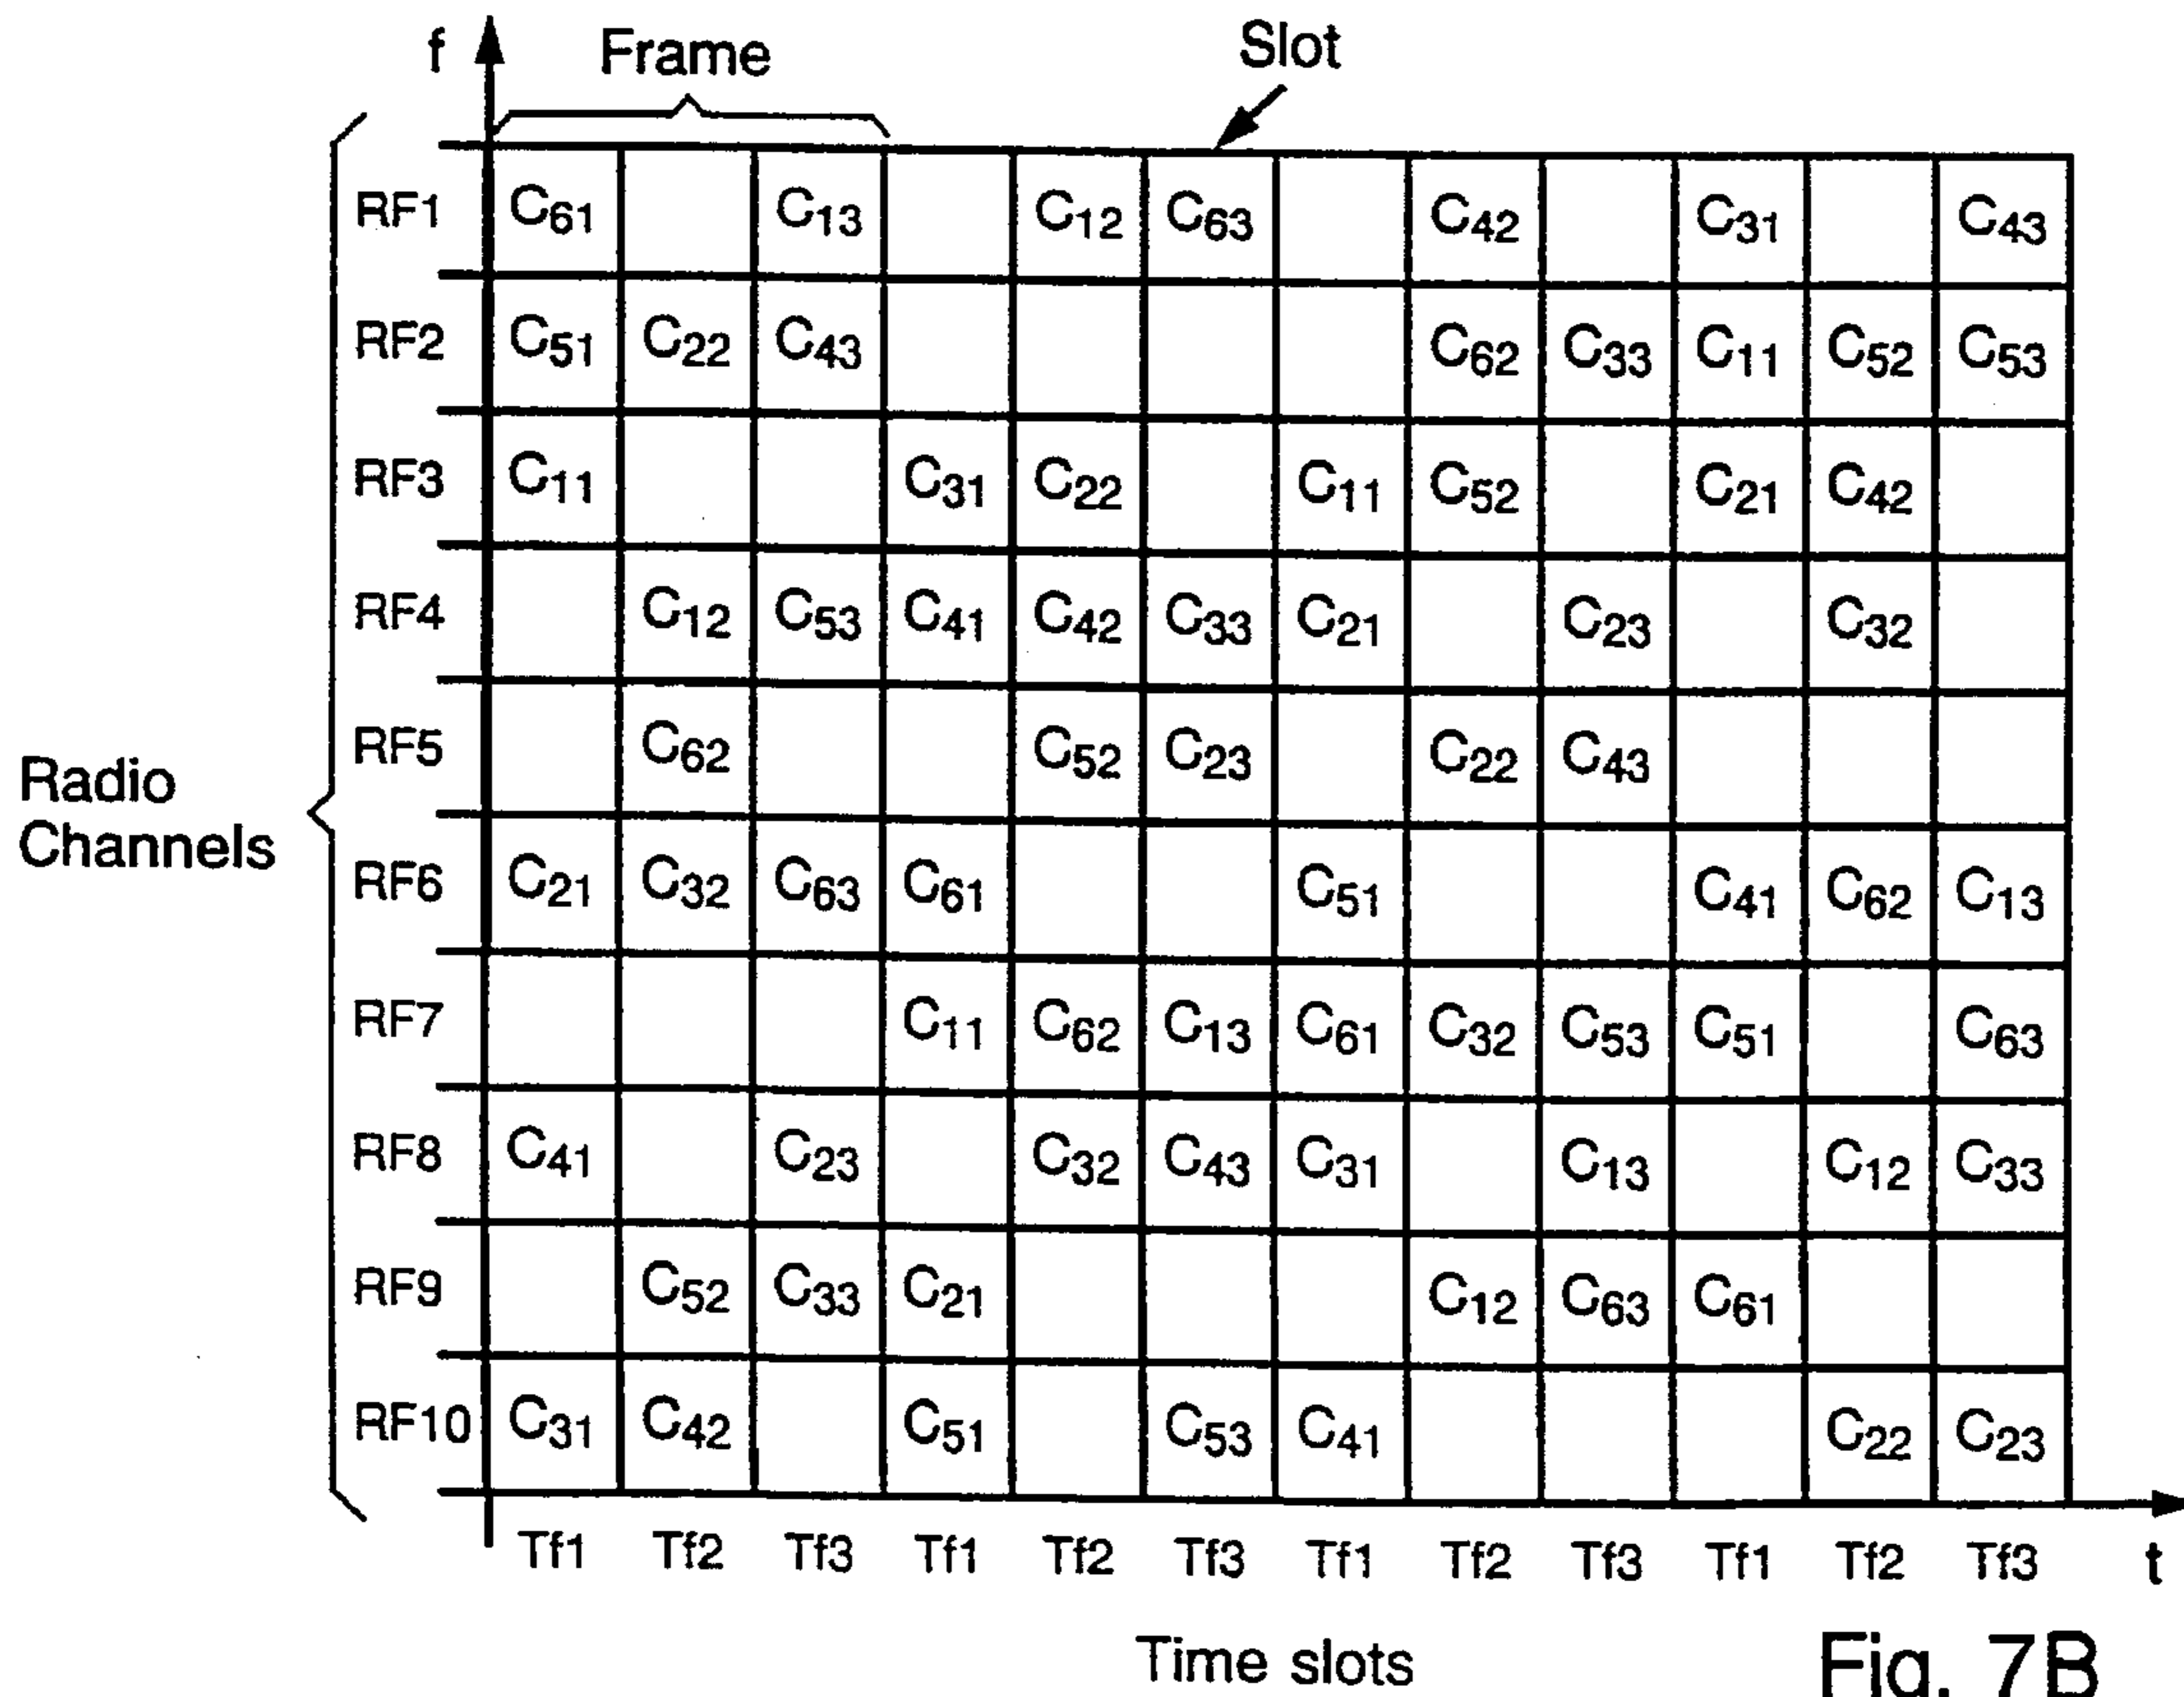 f Frame Slot
RF1 C61 C13 C12 C63 C42 C31 C43
RF2 C51 C22 C43 C62 C33 C11 C52 C53
RF3 C11 C31 C22 C11 C52 C21 C42
RF4 C12 C53 C41 C42 C33 C21 C23 C32
RF5 C62 C52 C23 C22 C43
Radio
Channels
RF6 C21 C32 C63 C61 C51 C41 C62 C13
RF7 C11 C62 C13 C61 C32 C53 C51 C63
RF8 C41 C23 C32 C43 C31 C13 C12 C33
RF9 C52 C33 C21 C12 C63 C61
RF10 C31 C42 C51 C53 C41 C22 C23
Tf1 Tf2 Tf3 Tf1 Tf2 Tf3 Tf1 Tf2 Tf3 Tf1 Tf2 Tf3 t
Time slots
Fig. 7B